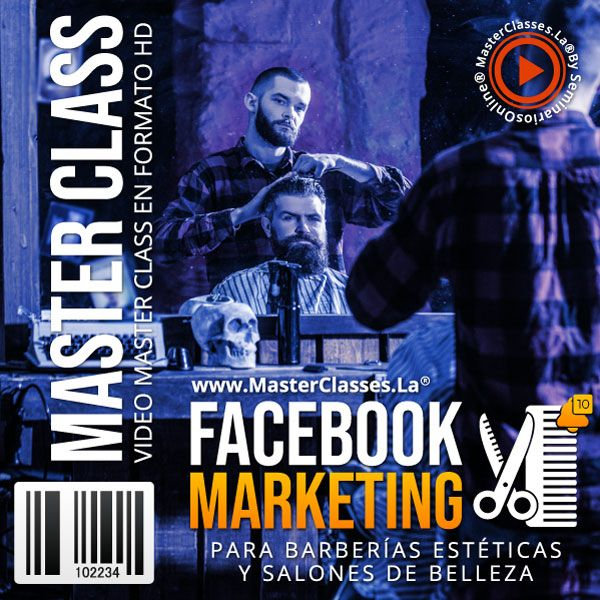 MASTER CLASS
VIDEO MASTER CLASS EN FORMATO HD
MasterClasses.La®By SeminariosOnline®
www.MasterClasses.La®
FACEBOOK
MARKETING
10
PARA BARBERÍAS ESTÉTICAS
Y SALONES DE BELLEZA
102234